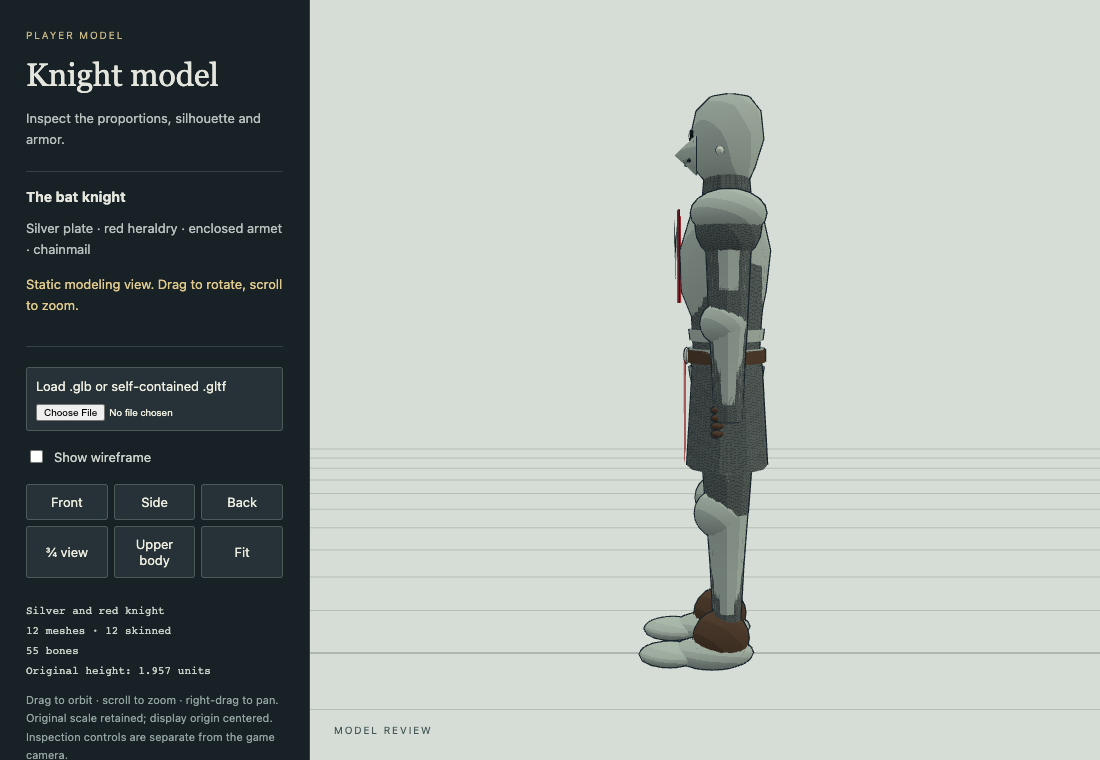 PLAYER MODEL
Knight model
Inspect the proportions, silhouette and
armor.
The bat knight
Silver plate · red heraldry · enclosed armet
· chainmail
Static modeling view. Drag to rotate, scroll
to zoom.
Load .glb or self-contained .gltf
Choose File No file chosen
Show wireframe
Front Side Back
¾ view Upper body Fit
Silver and red knight
12 meshes · 12 skinned
55 bones
Original height: 1.957 units
Drag to orbit · scroll to zoom · right-drag to pan.
Original scale retained; display origin centered.
Inspection controls are separate from the game
camera.
MODEL REVIEW